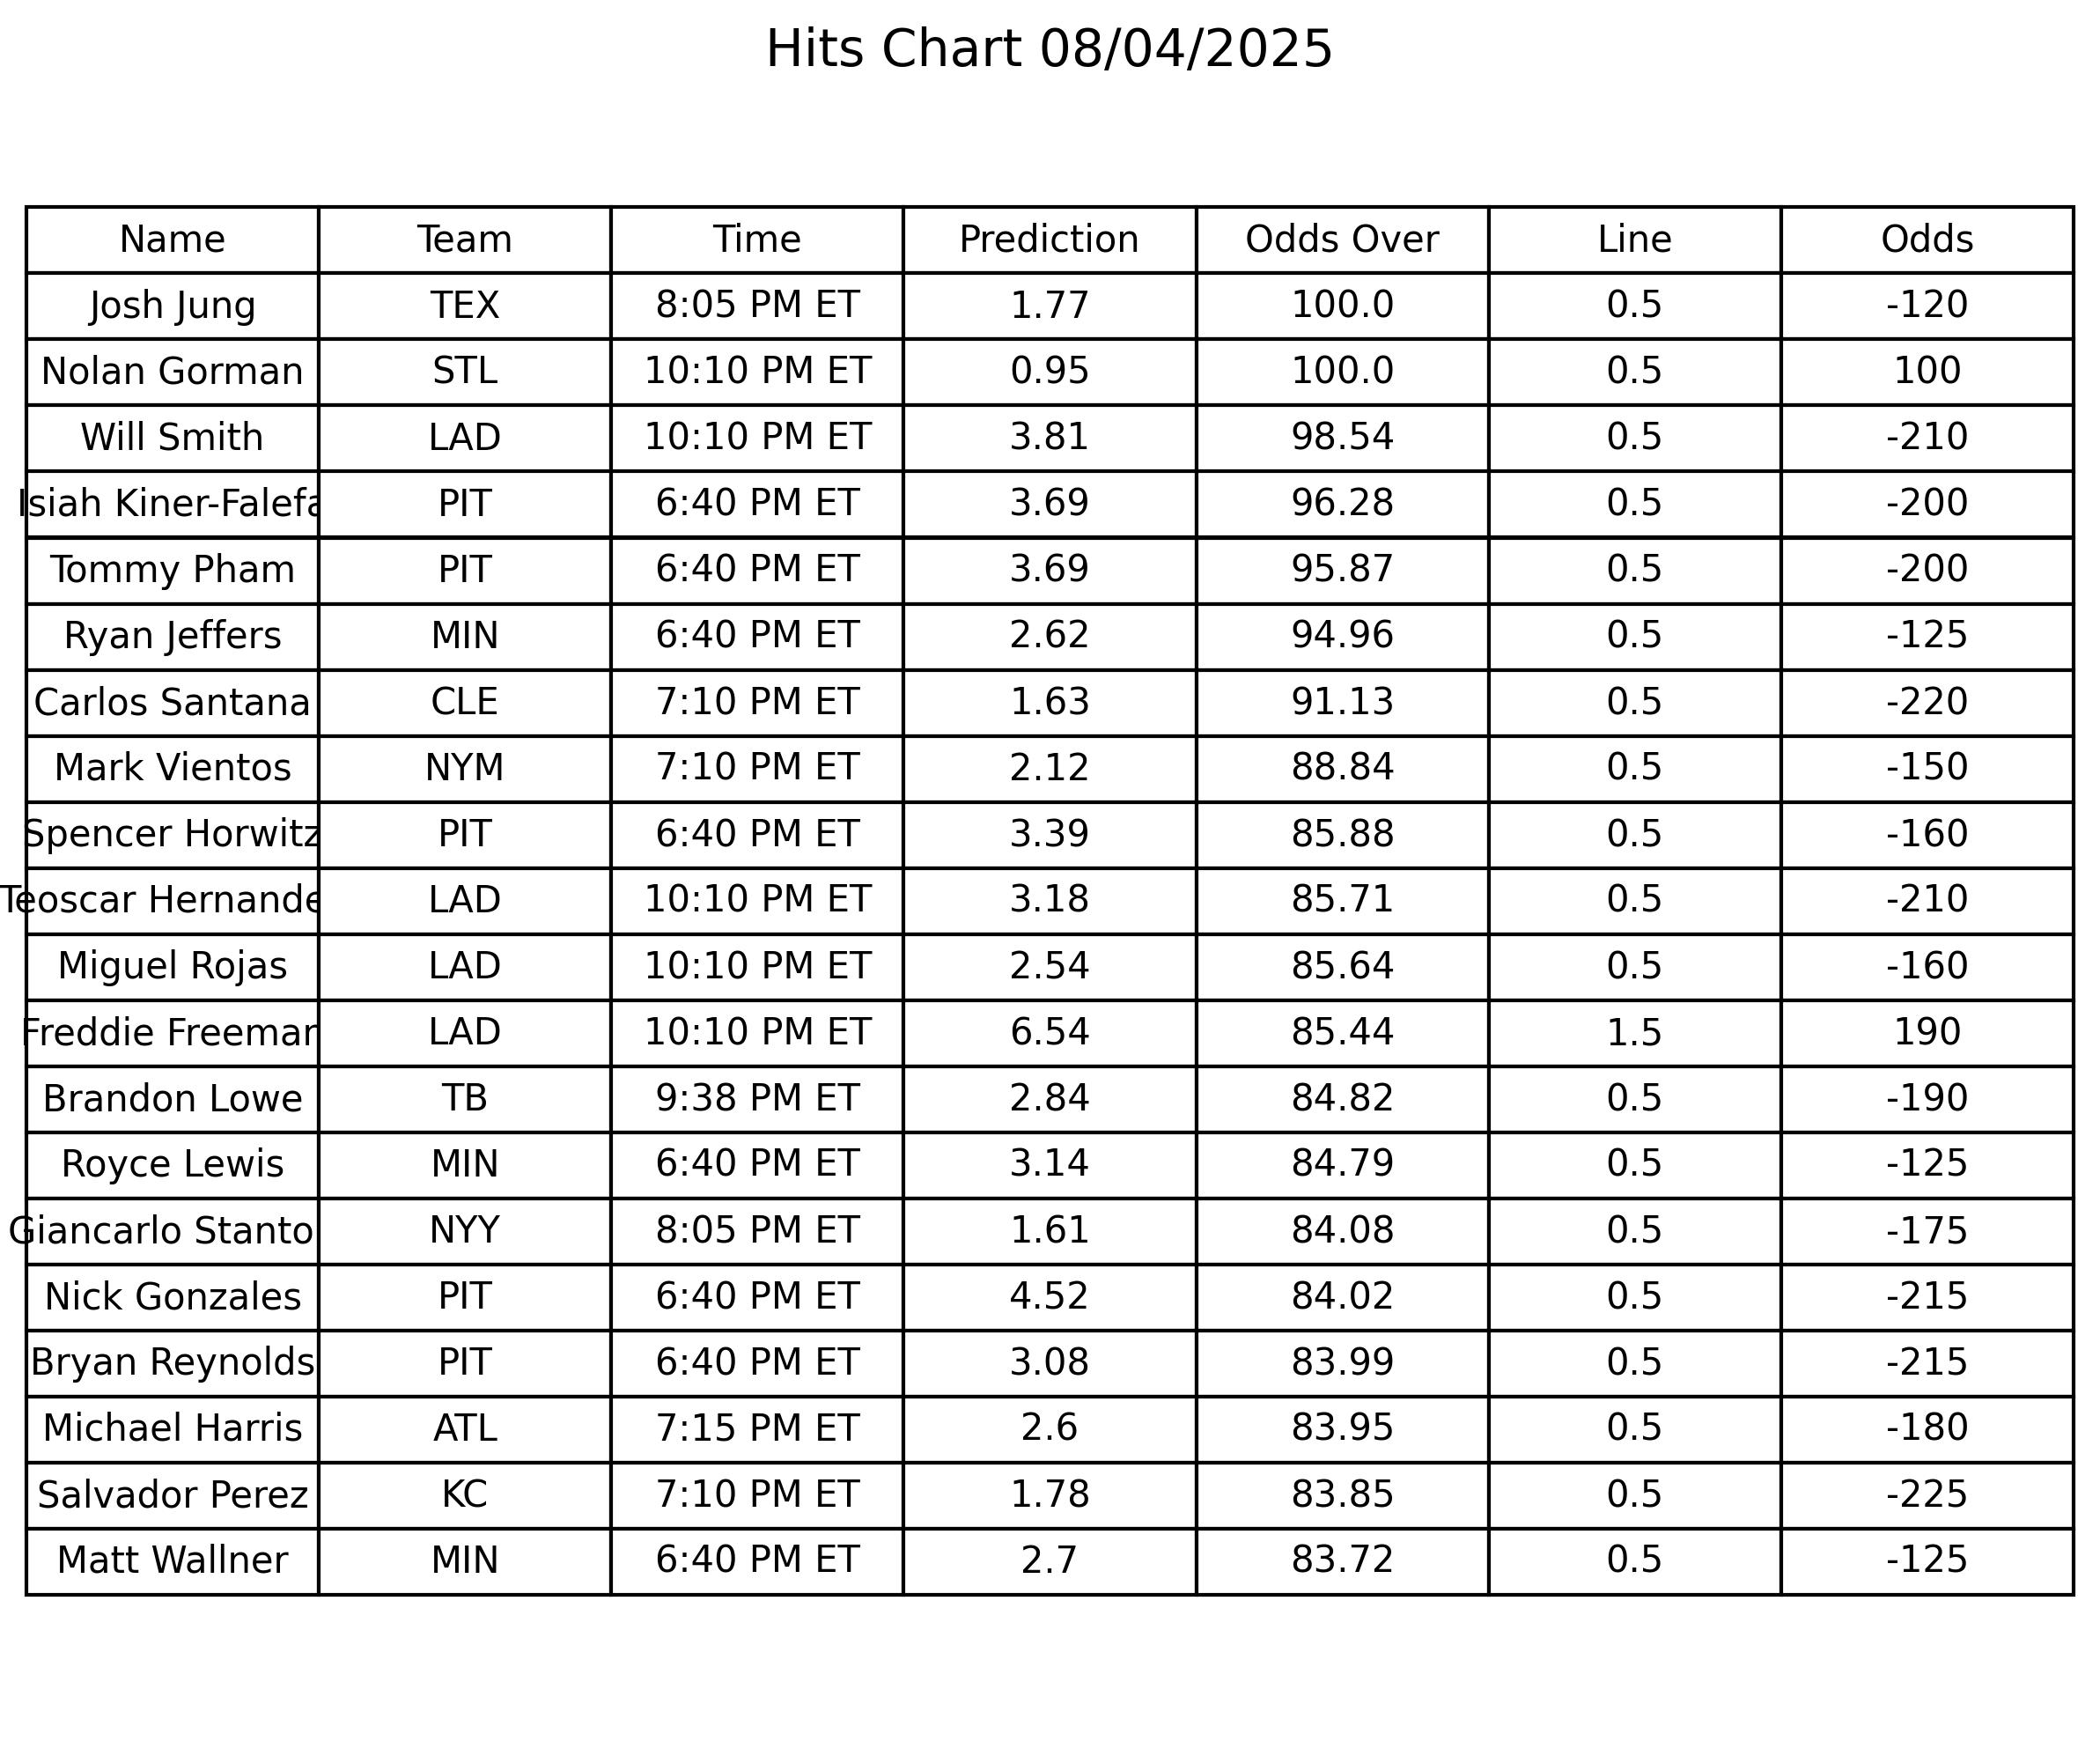 Hits Chart 08/04/2025
Name Team Time Prediction Odds Over Line Odds
Josh Jung TEX 8:05 PM ET 1.77 100.0 0.5 -120
Nolan Gorman STL 10:10 PM ET 0.95 100.0 0.5 100
Will Smith LAD 10:10 PM ET 3.81 98.54 0.5 -210
Isiah Kiner-Falefa PIT 6:40 PM ET 3.69 96.28 0.5 -200
Tommy Pham PIT 6:40 PM ET 3.69 95.87 0.5 -200
Ryan Jeffers MIN 6:40 PM ET 2.62 94.96 0.5 -125
Carlos Santana CLE 7:10 PM ET 1.63 91.13 0.5 -220
Mark Vientos NYM 7:10 PM ET 2.12 88.84 0.5 -150
Spencer Horwitz PIT 6:40 PM ET 3.39 85.88 0.5 -160
Teoscar Hernande LAD 10:10 PM ET 3.18 85.71 0.5 -210
Miguel Rojas LAD 10:10 PM ET 2.54 85.64 0.5 -160
Freddie Freeman LAD 10:10 PM ET 6.54 85.44 1.5 190
Brandon Lowe TB 9:38 PM ET 2.84 84.82 0.5 -190
Royce Lewis MIN 6:40 PM ET 3.14 84.79 0.5 -125
Giancarlo Stanto NYY 8:05 PM ET 1.61 84.08 0.5 -175
Nick Gonzales PIT 6:40 PM ET 4.52 84.02 0.5 -215
Bryan Reynolds PIT 6:40 PM ET 3.08 83.99 0.5 -215
Michael Harris ATL 7:15 PM ET 2.6 83.95 0.5 -180
Salvador Perez KC 7:10 PM ET 1.78 83.85 0.5 -225
Matt Wallner MIN 6:40 PM ET 2.7 83.72 0.5 -125